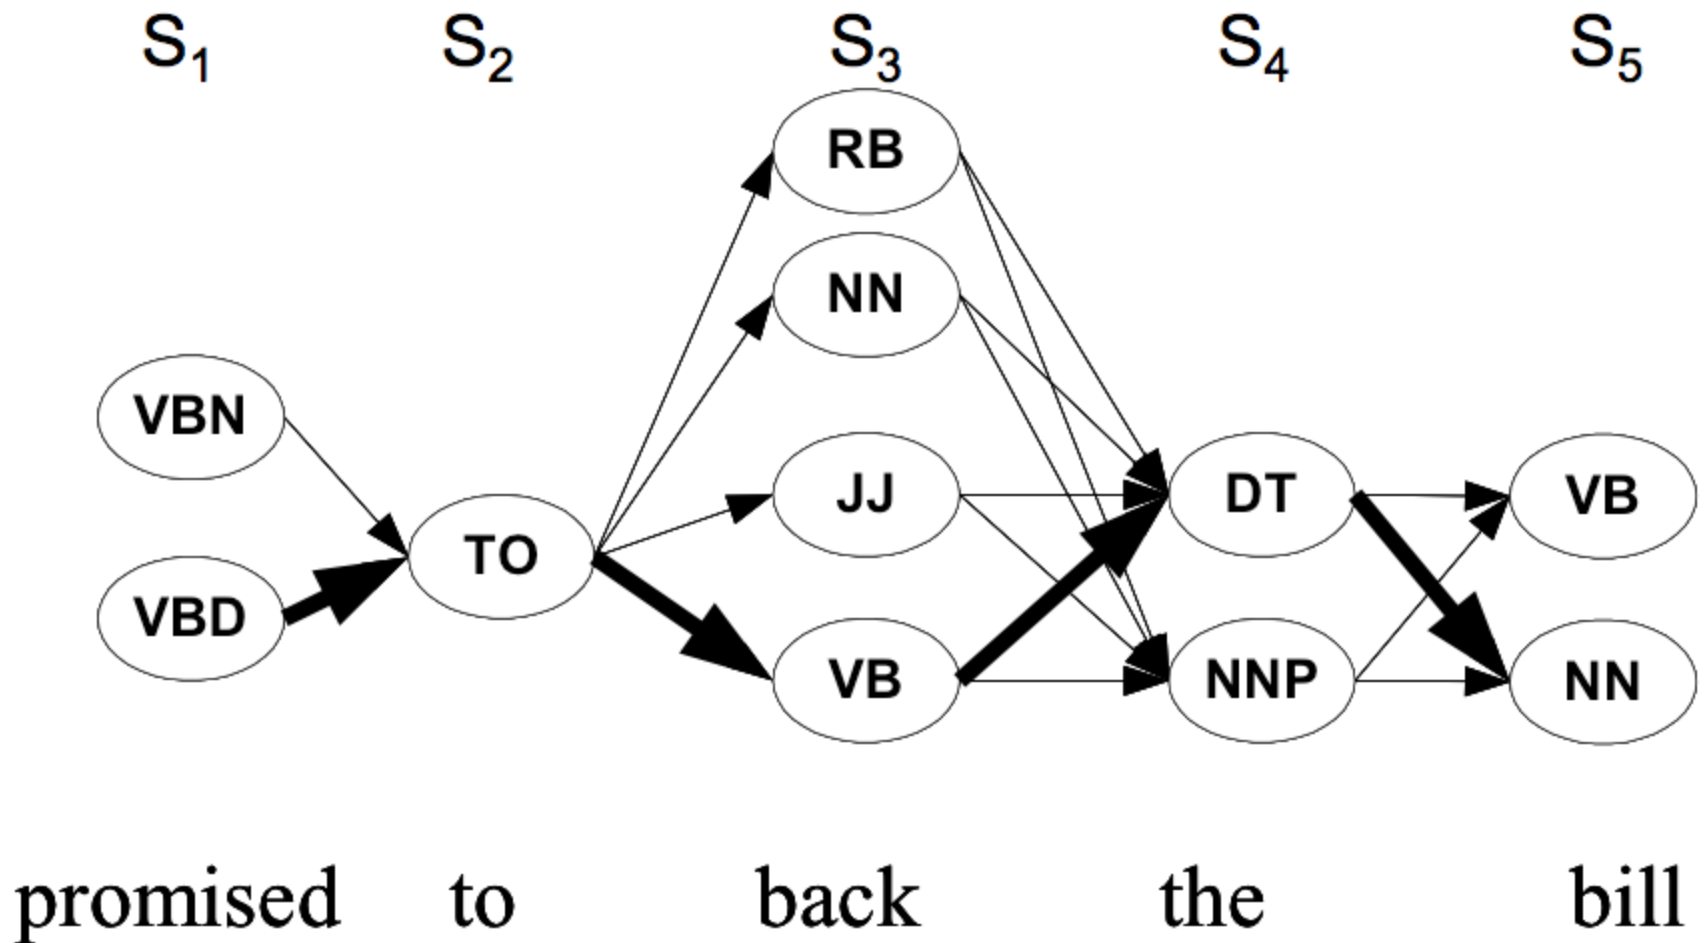 S₁ S₂ S₃ S₄ S₅
RB
NN
VBN
JJ DT VB
TO
VBD
VB NNP NN
promised to back the bill